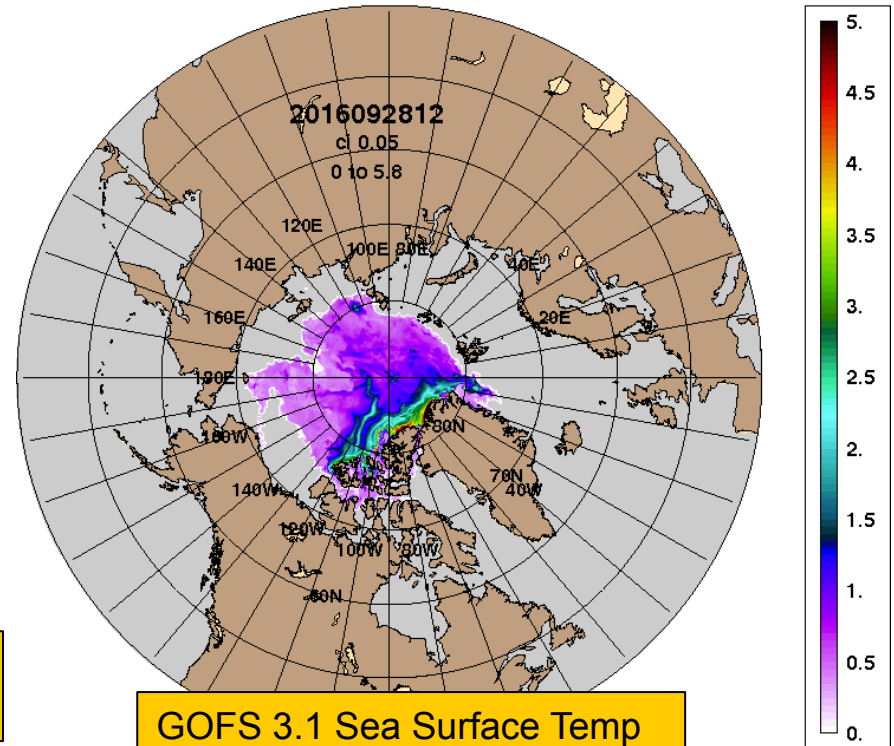 2016092812
ci 0.05
0 to 5.8
120E
100E 80E
140E
40E
160E
20E
180E
160W
80N
140W
70N
40W
120W
100W 80W
60N
GOFS 3.1 Sea Surface Temp
5.
4.5
4.
3.5
3.
2.5
2.
1.5
1.
0.5
0.